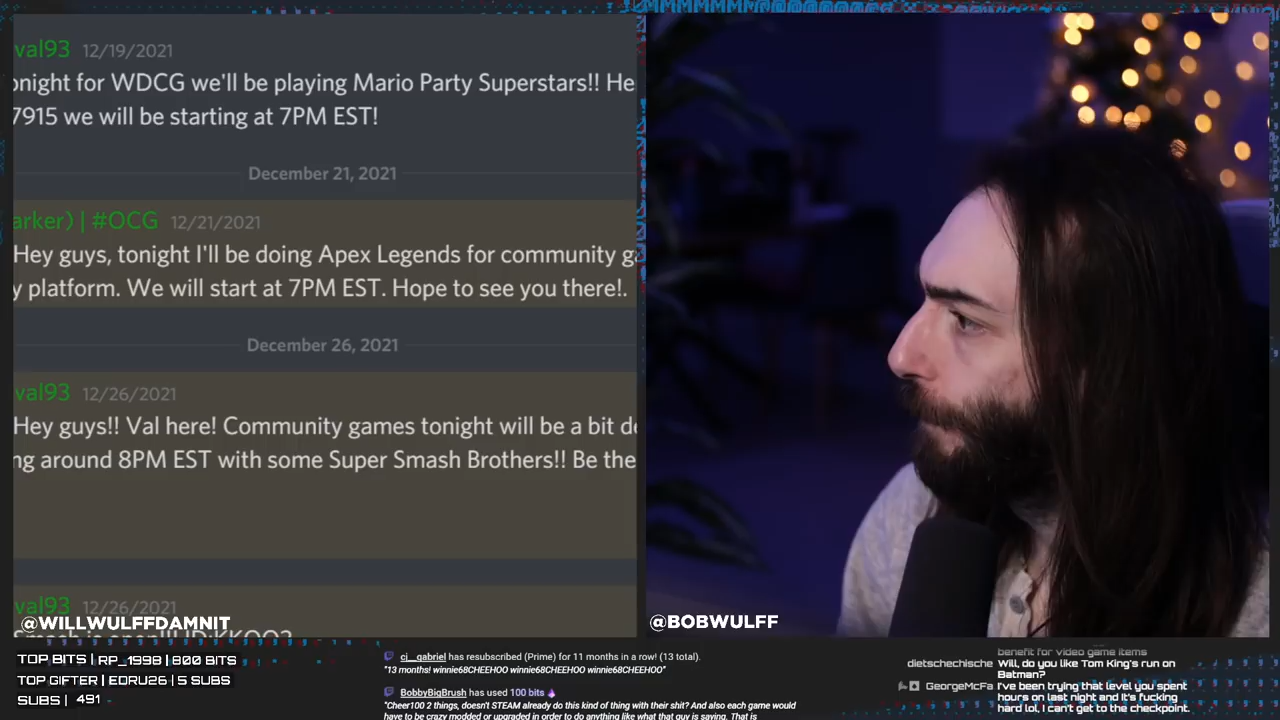 val93 12/19/2021
onight for WDCG we'll be playing Mario Party Superstars!! He
7915 we will be starting at 7PM EST!
December 21, 2021
arker) | #OCG 12/21/2021
Hey guys, tonight I'll be doing Apex Legends for community ga
y platform. We will start at 7PM EST. Hope to see you there!.
December 26, 2021
val93 12/26/2021
Hey guys!! Val here! Community games tonight will be a bit de
ng around 8PM EST with some Super Smash Brothers!! Be the
val93 12/26/2021
@WILLWULFFDAMNIT
@BOBWULFF
TOP BITS | RP_1998 | 800 BITS
TOP GIFTER | EDRU26 | 5 SUBS
SUBS | 491
cj__gabriel has resubscribed (Prime) for 11 months in a row! (13 total).
"13 months! winnie68CHEEHOO winnie68CHEEHOO winnie68CHEEHOO"
BobbyBigBrush has used 100 bits
"Cheer100 2 things, doesn't STEAM already do this kind of thing with their shit? And also each game would
have to be crazy modded or upgraded in order to do anything like what that guy is saying. That is
benefit for video game items
dietschechische Will, do you like Tom King's run on
Batman?
GeorgeMcFa I've been trying that level you spent
hours on last night and it's fucking
hard lol, I can't get to the checkpoint.